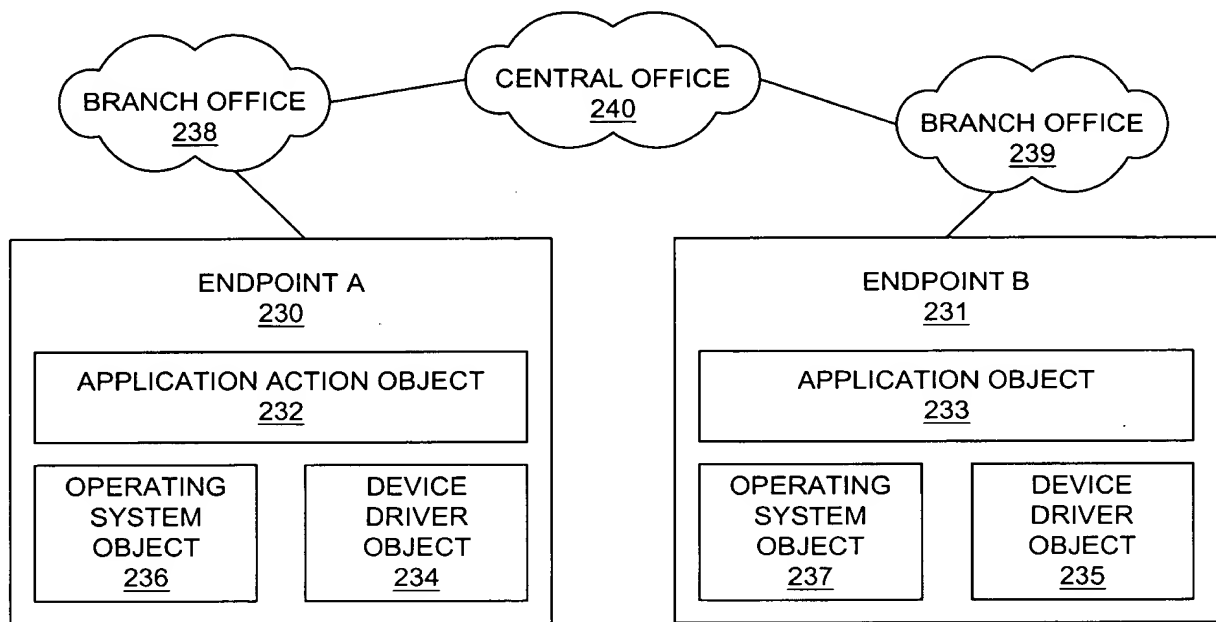 CENTRAL OFFICE
240
BRANCH OFFICE
238
BRANCH OFFICE
239
ENDPOINT A
230
APPLICATION ACTION OBJECT
232
OPERATING
SYSTEM
OBJECT
236
DEVICE
DRIVER
OBJECT
234
ENDPOINT B
231
APPLICATION OBJECT
233
OPERATING
SYSTEM
OBJECT
237
DEVICE
DRIVER
OBJECT
235